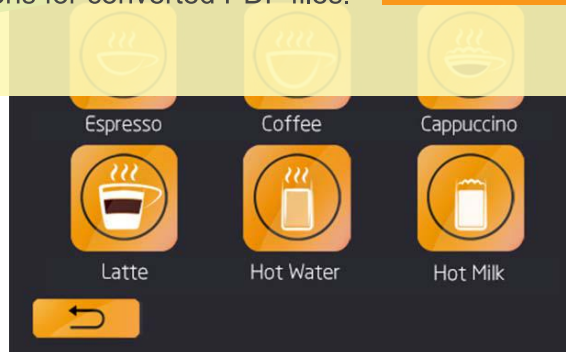 for converted PDF files.
Espresso
Coffee
Cappuccino
Latte
Hot Water
Hot Milk